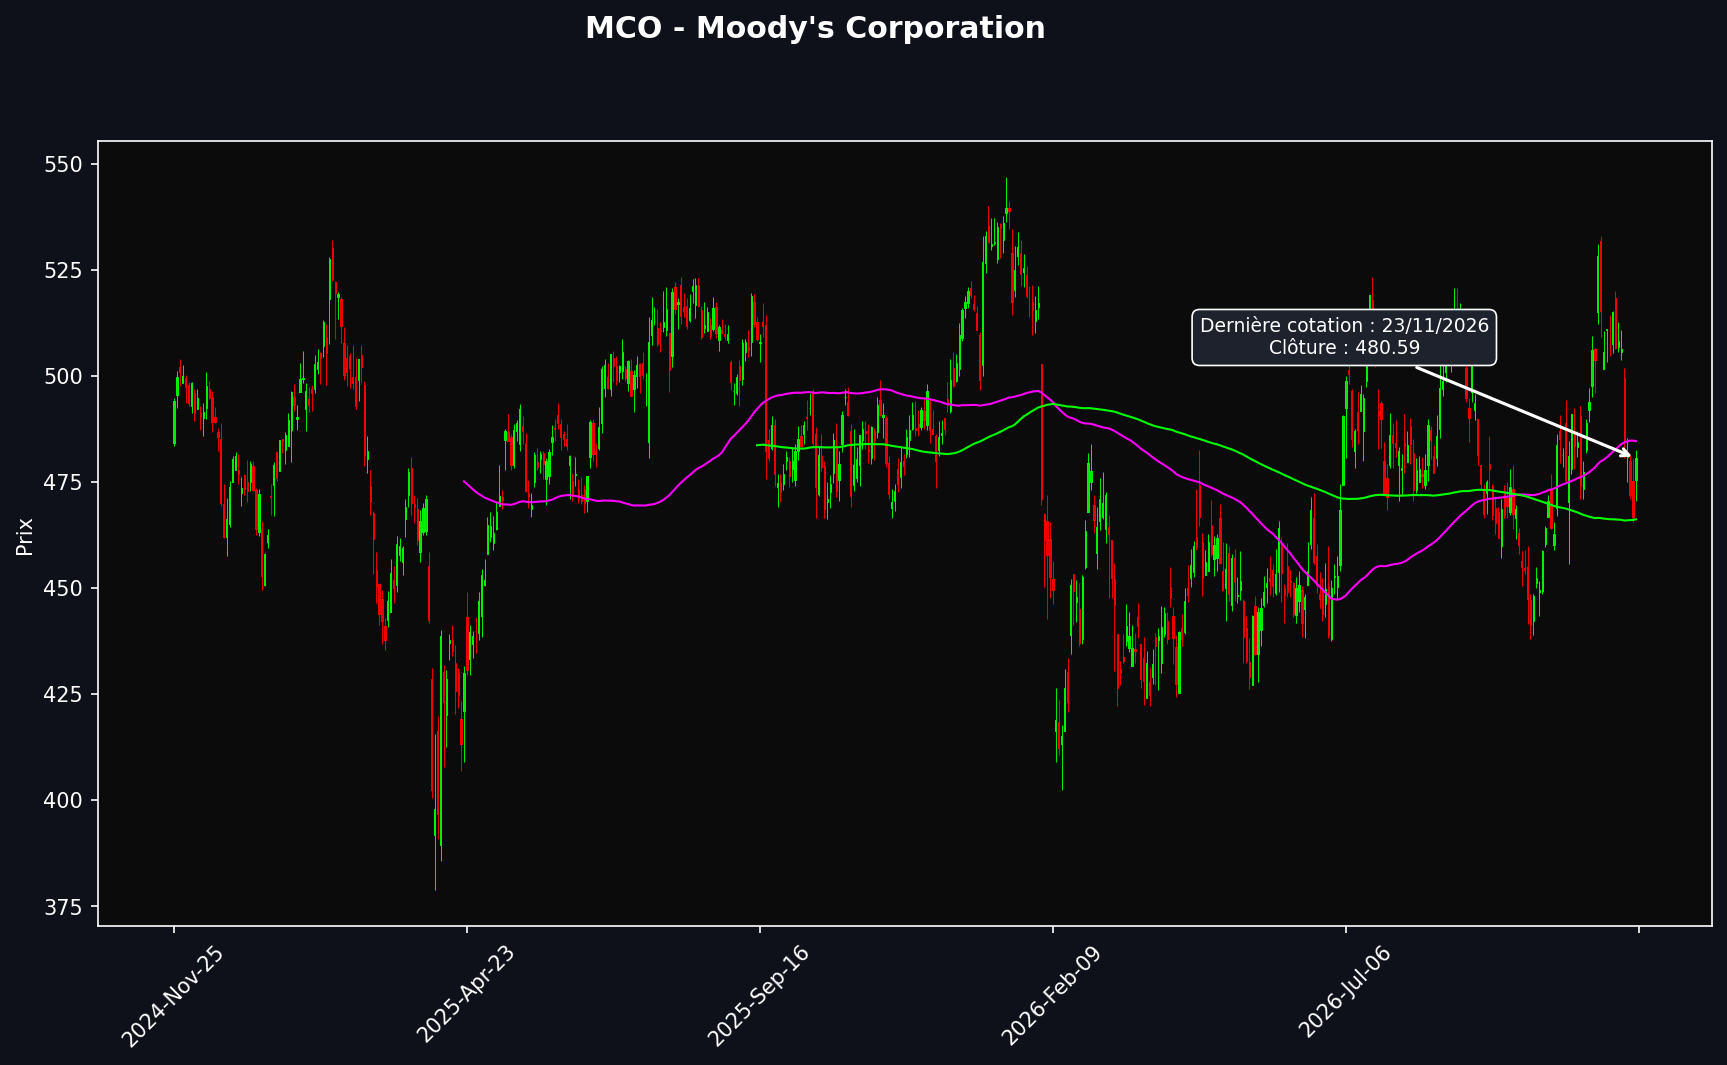 MCO - Moody's Corporation
Prix
550
525
500
475
450
425
400
375
Dernière cotation : 23/11/2026
Clôture : 480.59
2024-Nov-25
2025-Apr-23
2025-Sep-16
2026-Feb-09
2026-Jul-06